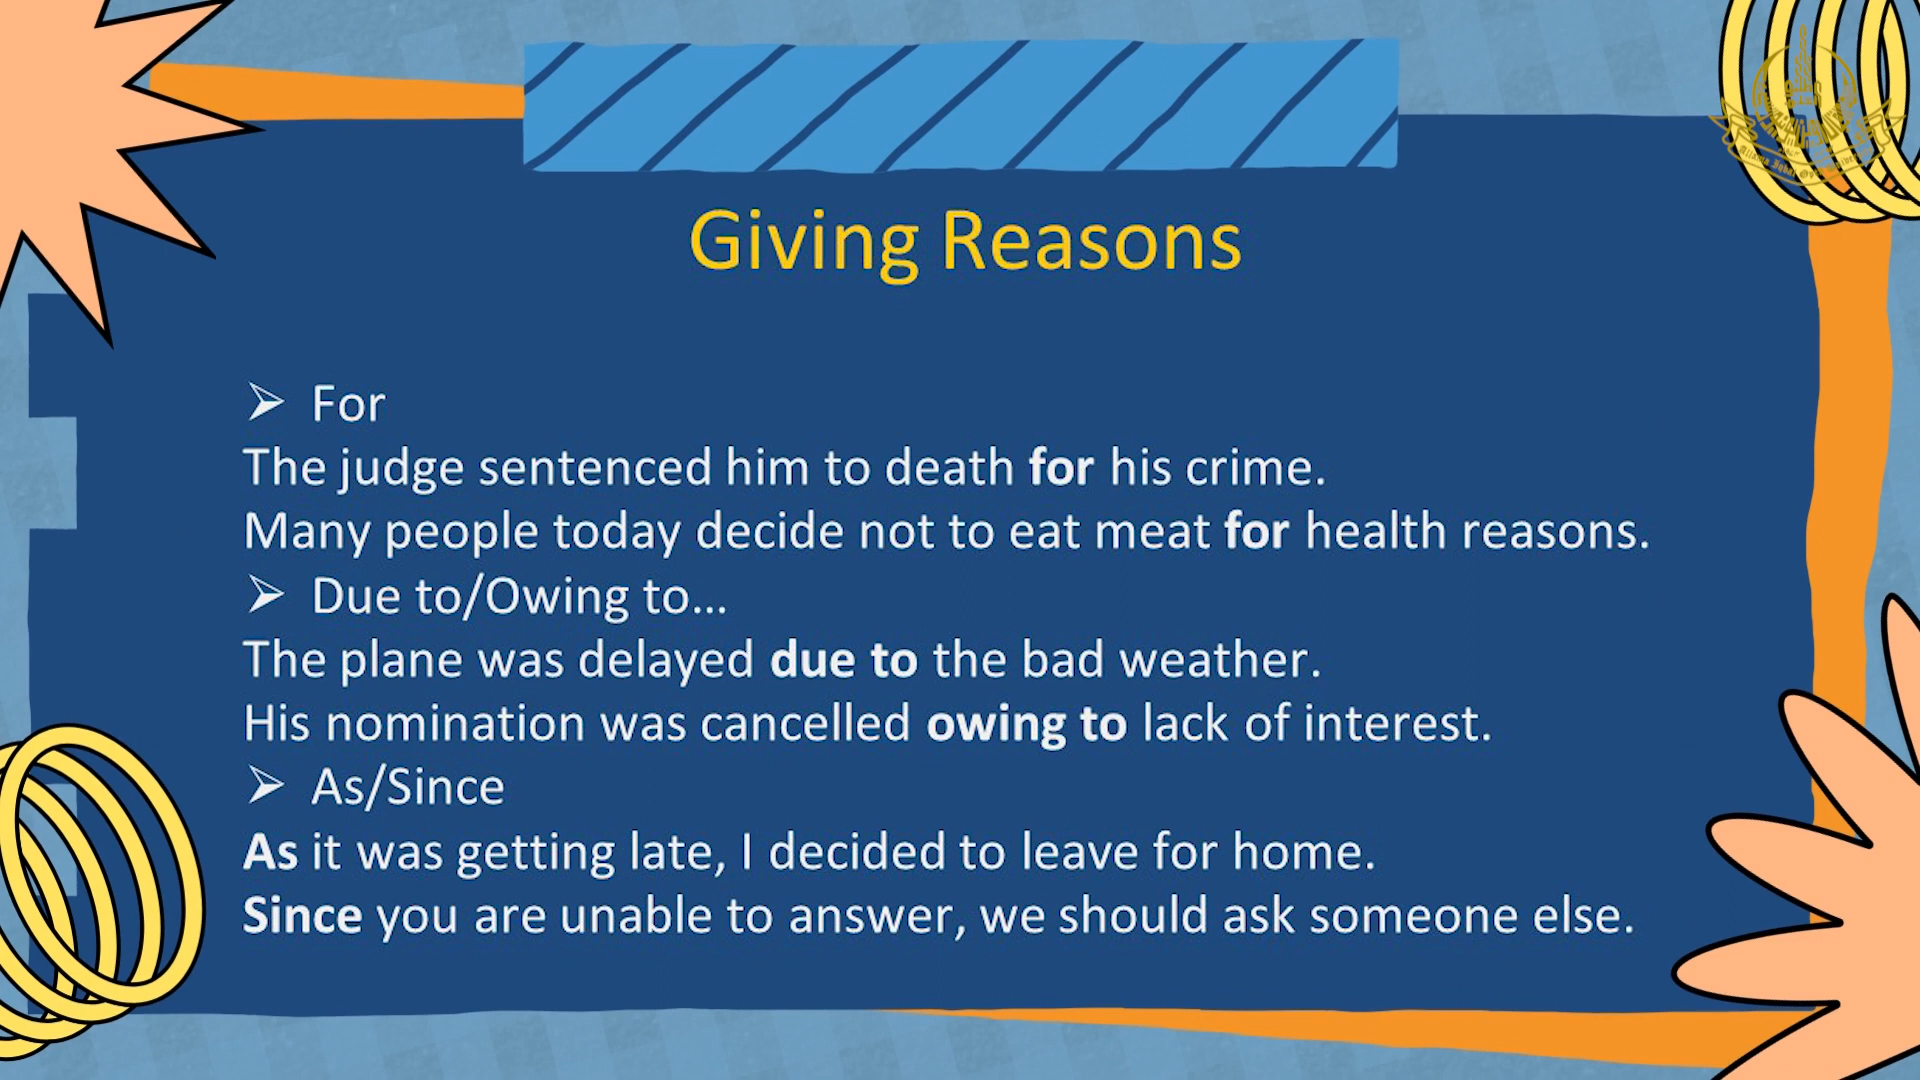 Giving Reasons
➢ For
The judge sentenced him to death for his crime.
Many people today decide not to eat meat for health reasons.
➢ Due to/Owing to...
The plane was delayed due to the bad weather.
His nomination was cancelled owing to lack of interest.
➢ As/Since
As it was getting late, I decided to leave for home.
Since you are unable to answer, we should ask someone else.